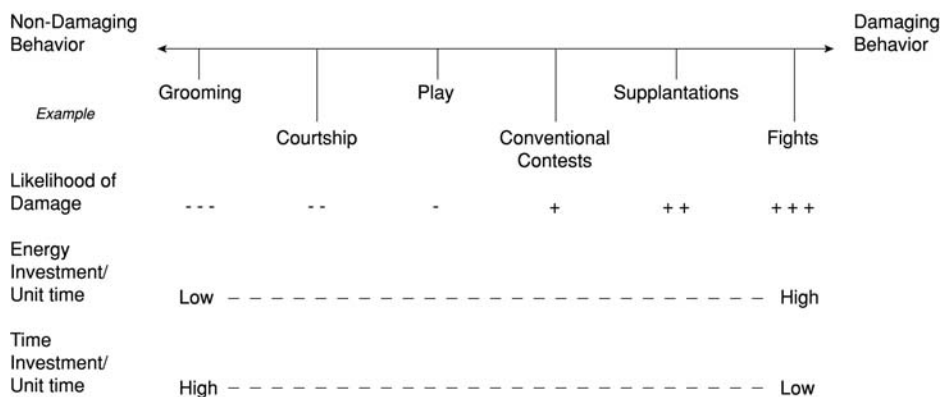 Non-Damaging
Behavior
Damaging
Behavior
Grooming
Play
Supplantations
Example
Courtship
Conventional
Contests
Fights
Likelihood of
Damage
- - -
- -
-
+
+ +
+ + +
Energy
Investment/
Unit time
Low
High
Time
Investment/
Unit time
High
Low